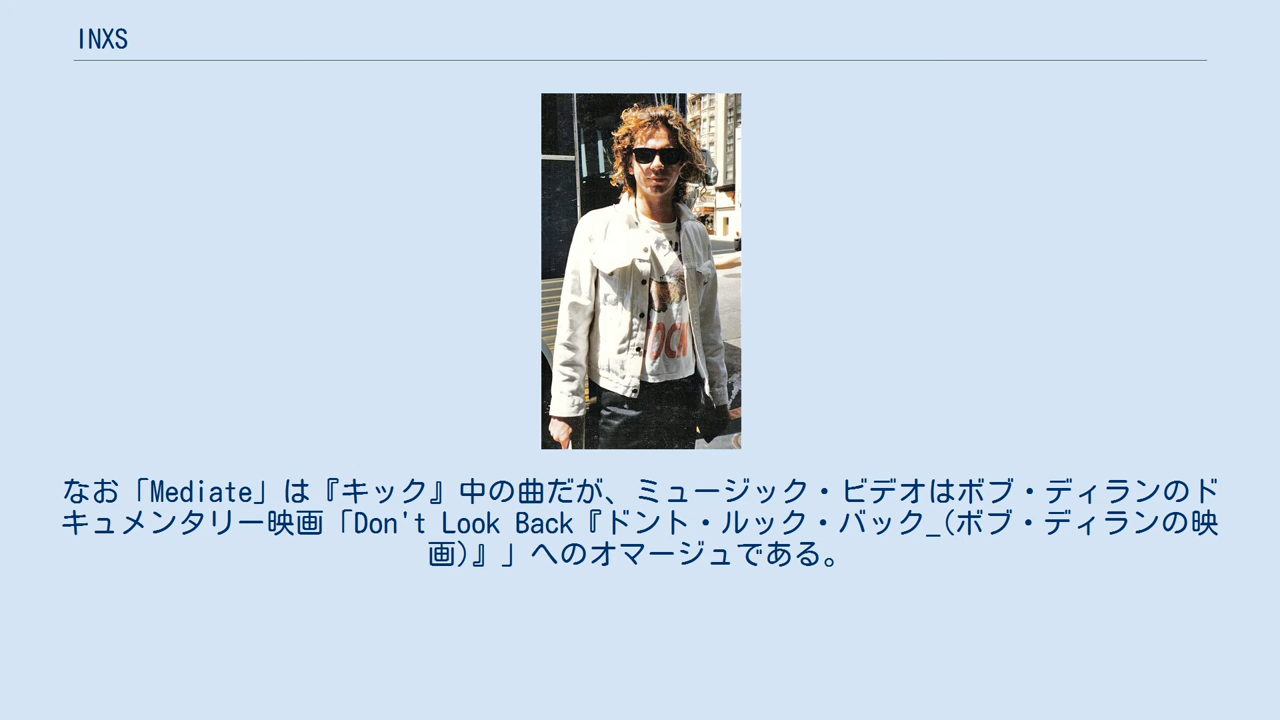 INXS
OCK
なお「Mediate」は『キック』中の曲だが、ミュージック・ビデオはボブ・ディランのド
キュメンタリー映画「Don't Look Back『ドント・ルック・バック_(ボブ・ディランの映
画)』」へのオマージュである。